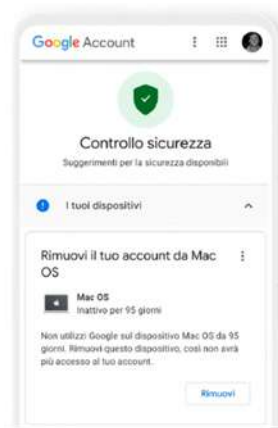 Google Account
Controllo sicurezza
Suggerimenti per la sicurezza disponibili
I tuoi dispositivi
Rimuovi il tuo account da Mac
OS
Mac OS
Inattivo per 95 giorni
Non utilizzi Google sul dispositivo Mac OS da 95
giorni. Rimuovi questo dispositivo, così non avrà
più accesso al tuo account.
Rimuovi